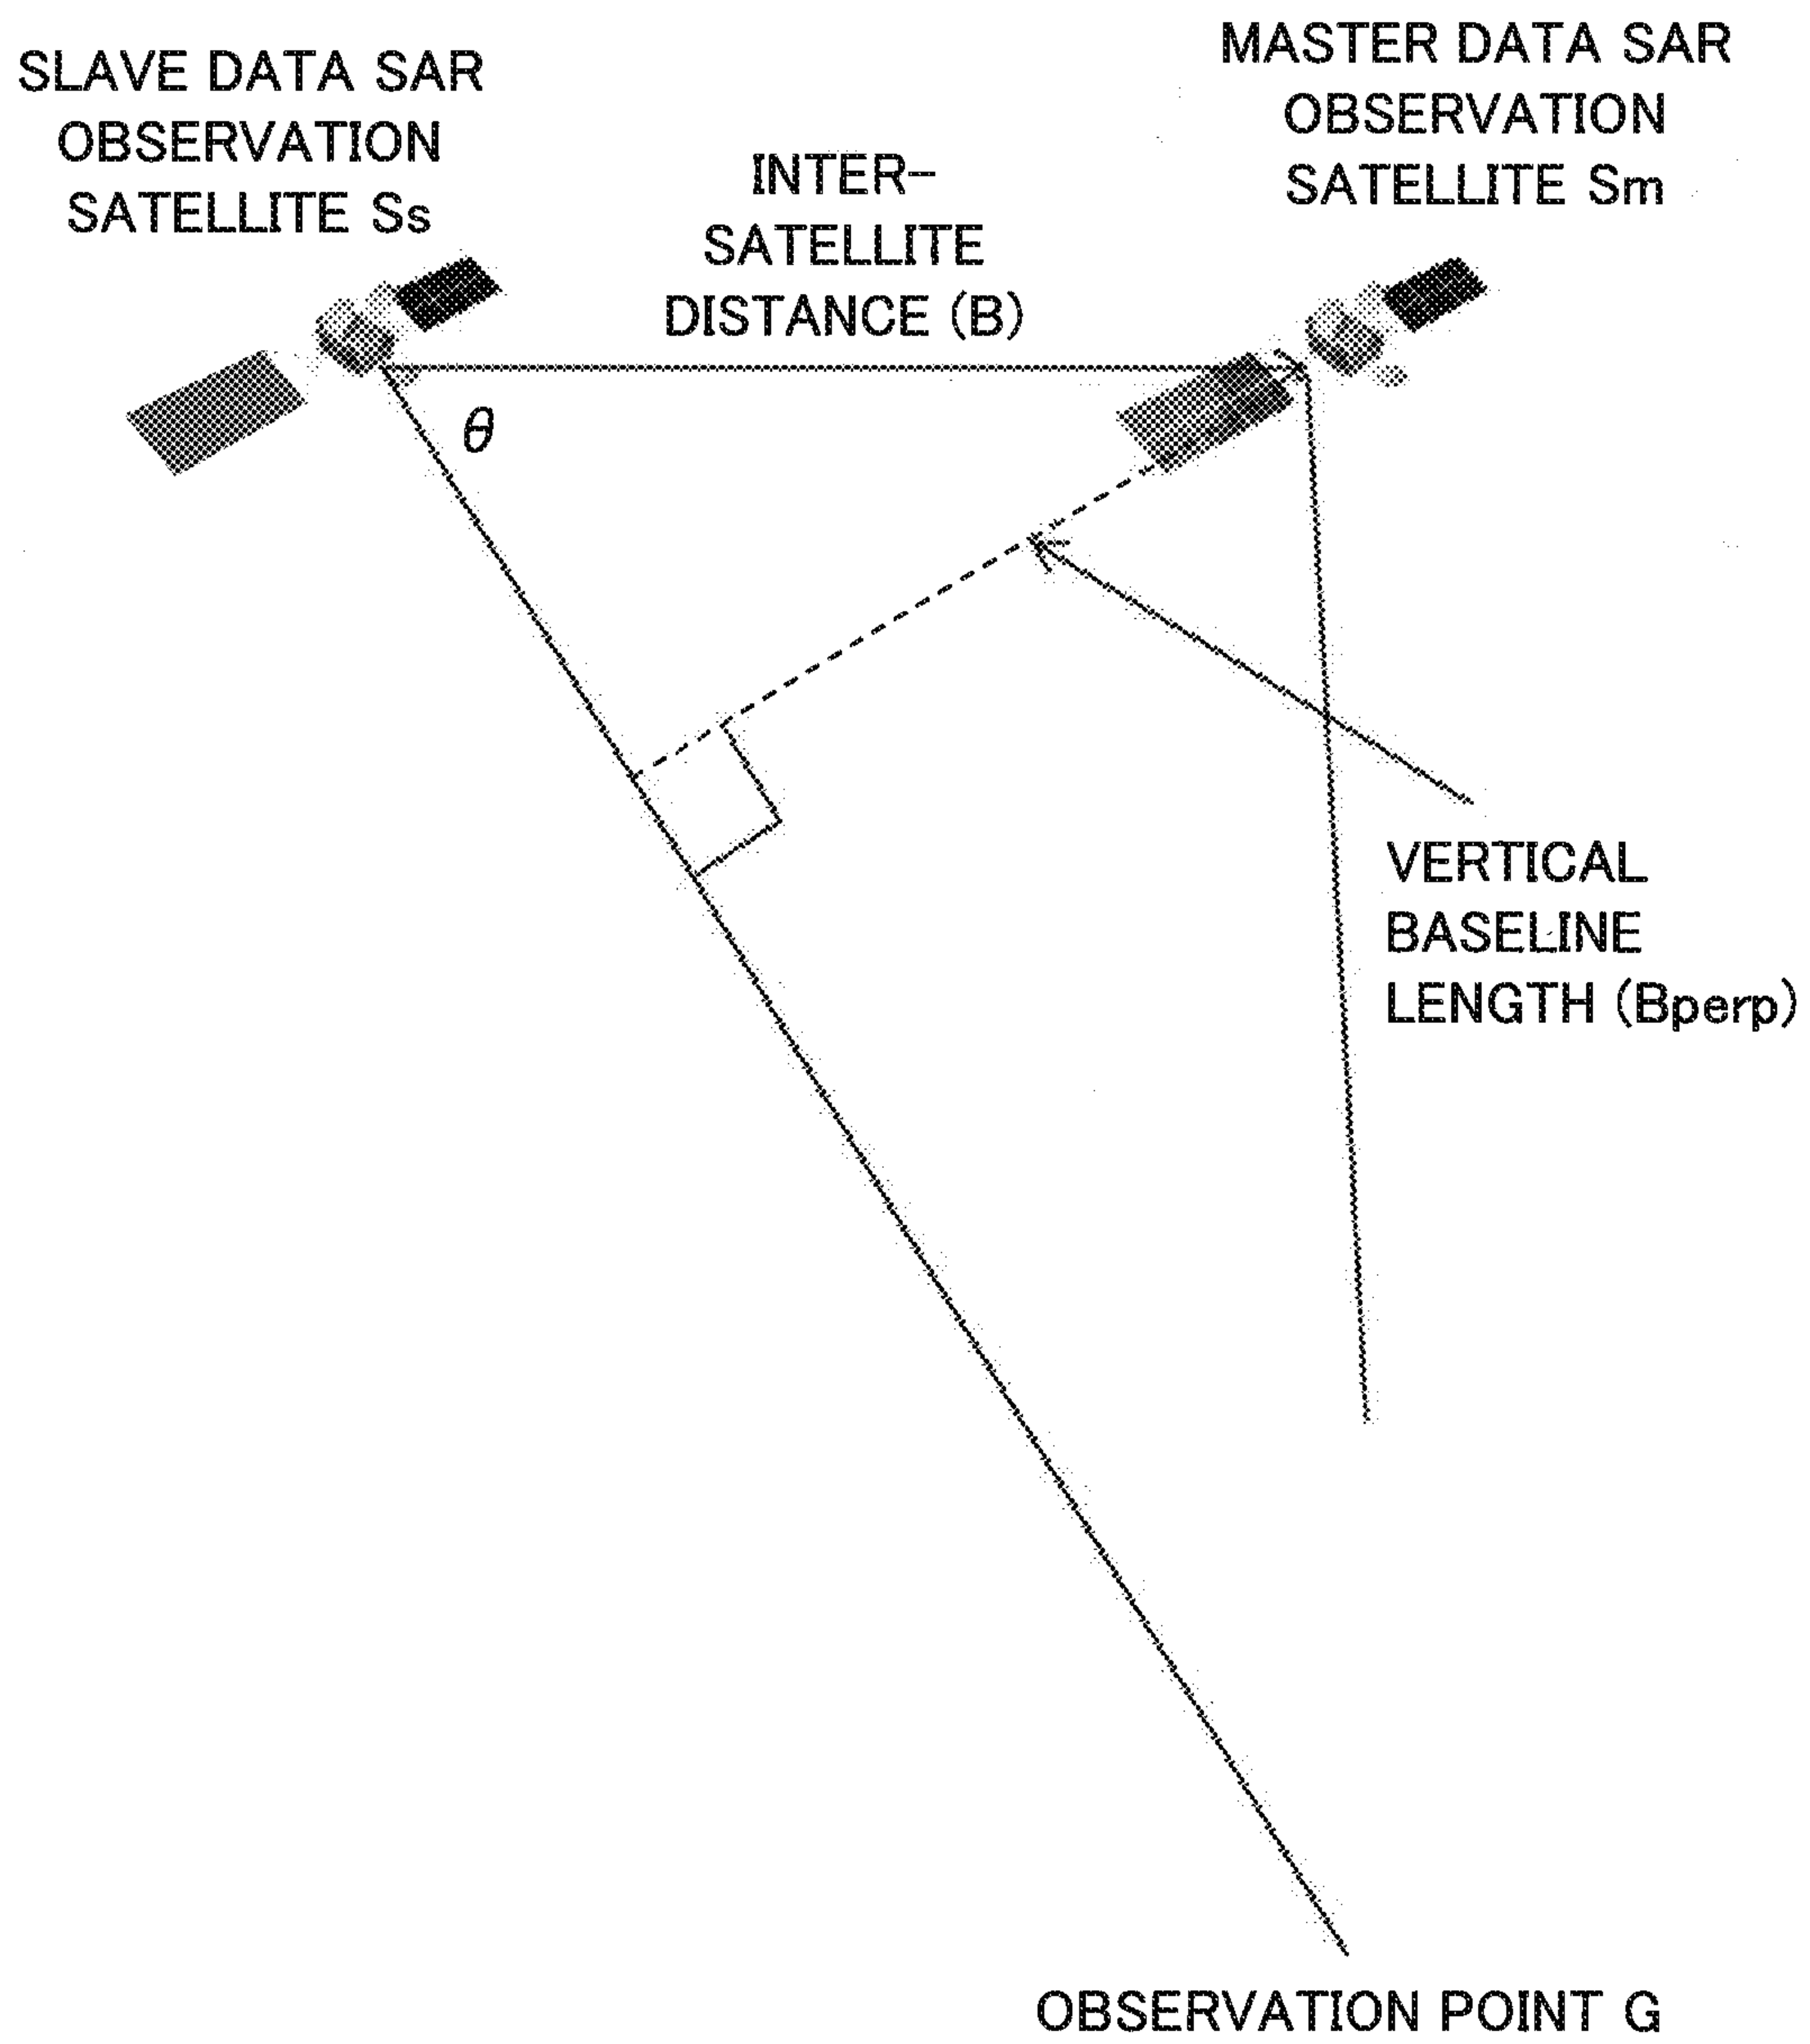 SLAVE DATA SAR
OBSERVATION
SATELLITE Ss
MASTER DATA SAR
OBSERVATION
SATELLITE Sm
INTER-
SATELLITE
DISTANCE (B)
θ
VERTICAL
BASELINE
LENGTH (Bperp)
OBSERVATION POINT G